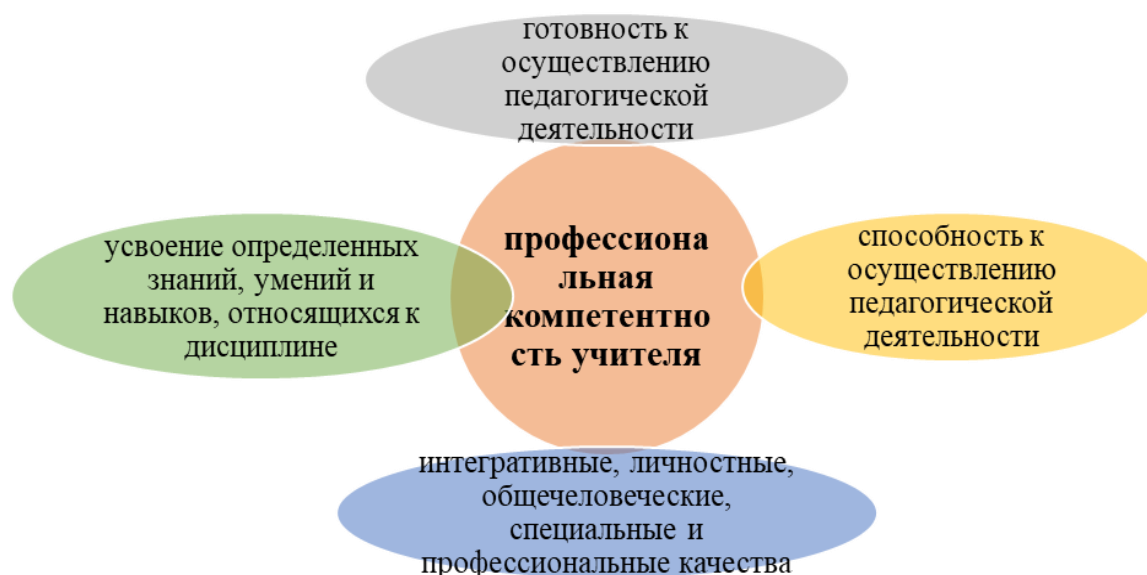 готовность к
осуществлению
педагогической
деятельности
усвоение определенных
знаний, умений и
навыков, относящихся к
дисциплине
профессиона
льная
компетентно
сть учителя
способность к
осуществлению
педагогической
деятельности
интегративные, личностные,
общечеловеческие,
специальные и
профессиональные качества